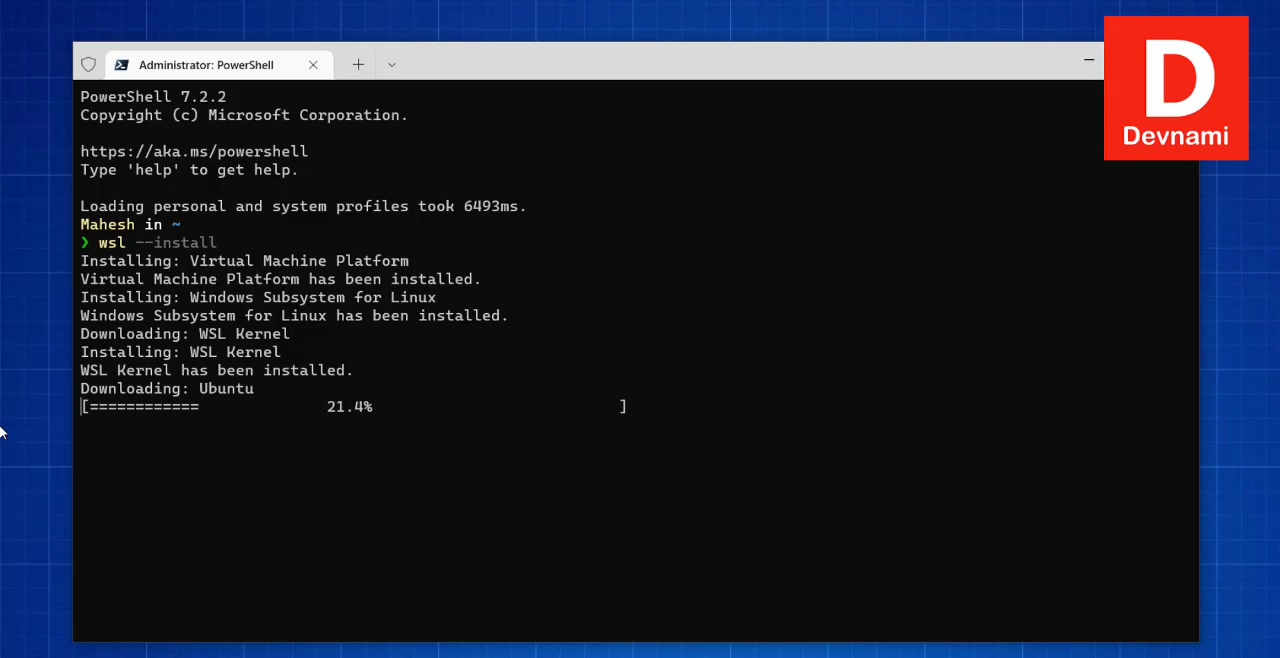 Administrator: PowerShell
D
Devnami
PowerShell 7.2.2
Copyright (c) Microsoft Corporation.
https://aka.ms/powershell
Type 'help' to get help.
Loading personal and system profiles took 6493ms.
Mahesh in ~
❯ wsl --install
Installing: Virtual Machine Platform
Virtual Machine Platform has been installed.
Installing: Windows Subsystem for Linux
Windows Subsystem for Linux has been installed.
Downloading: WSL Kernel
Installing: WSL Kernel
WSL Kernel has been installed.
Downloading: Ubuntu
[============ 21.4% ]